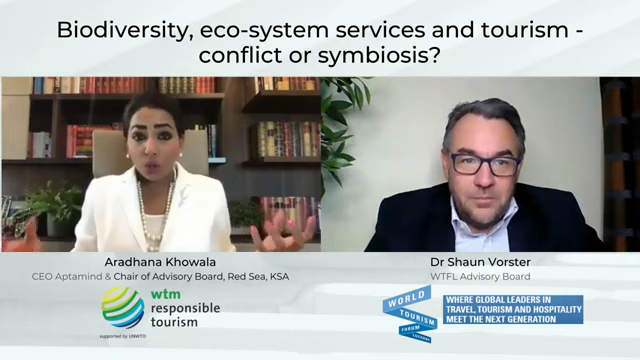 Biodiversity, eco-system services and tourism -
conflict or symbiosis?
Aradhana Khowala
CEO Aptamind & Chair of Advisory Board, Red Sea, KSA
Dr Shaun Vorster
WTFL Advisory Board
wtm
responsible
tourism
supported by UNWTO
WORLD
TOURISM
FORUM
LUCERNE
WHERE GLOBAL LEADERS IN
TRAVEL, TOURISM AND HOSPITALITY
MEET THE NEXT GENERATION